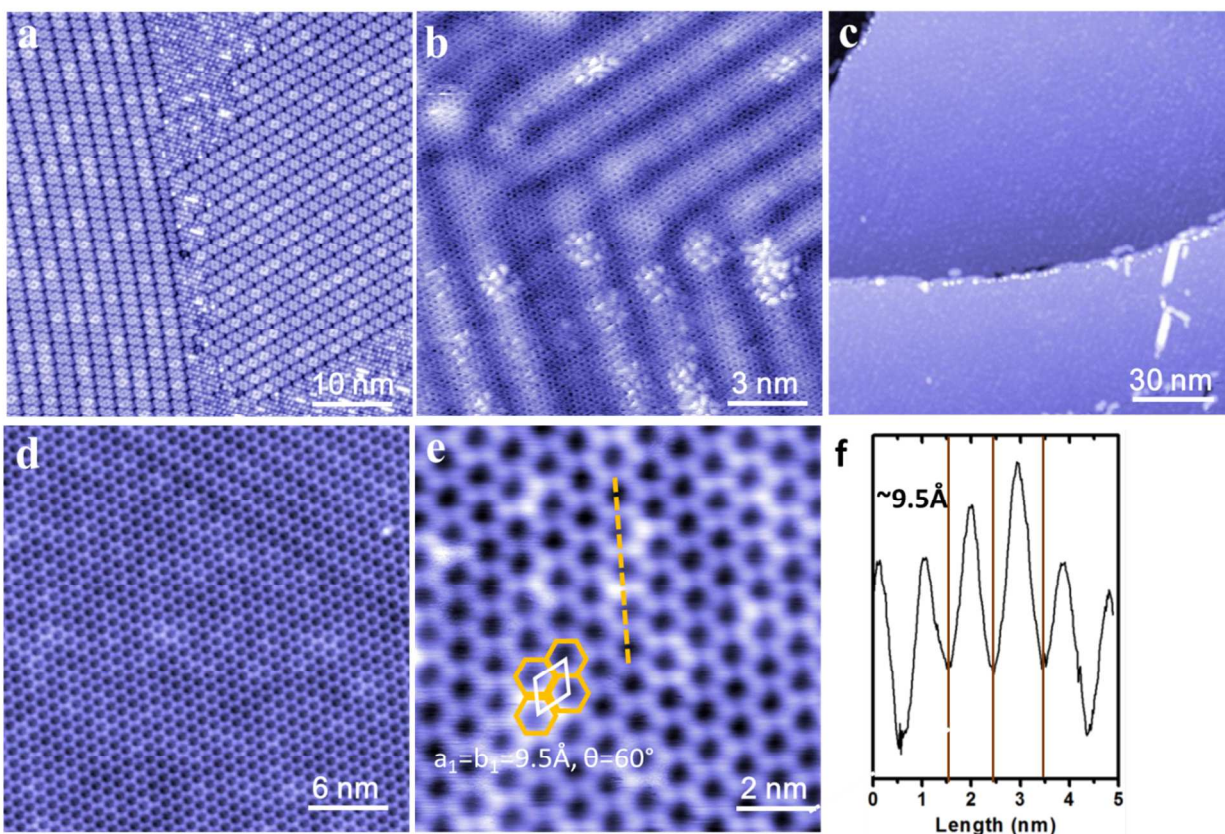 a
10 nm
b
3 nm
c
30 nm
d
6 nm
e
a₁=b₁=9.5Å, θ=60°
2 nm
f
~9.5Å
0 1 2 3 4 5
Length (nm)